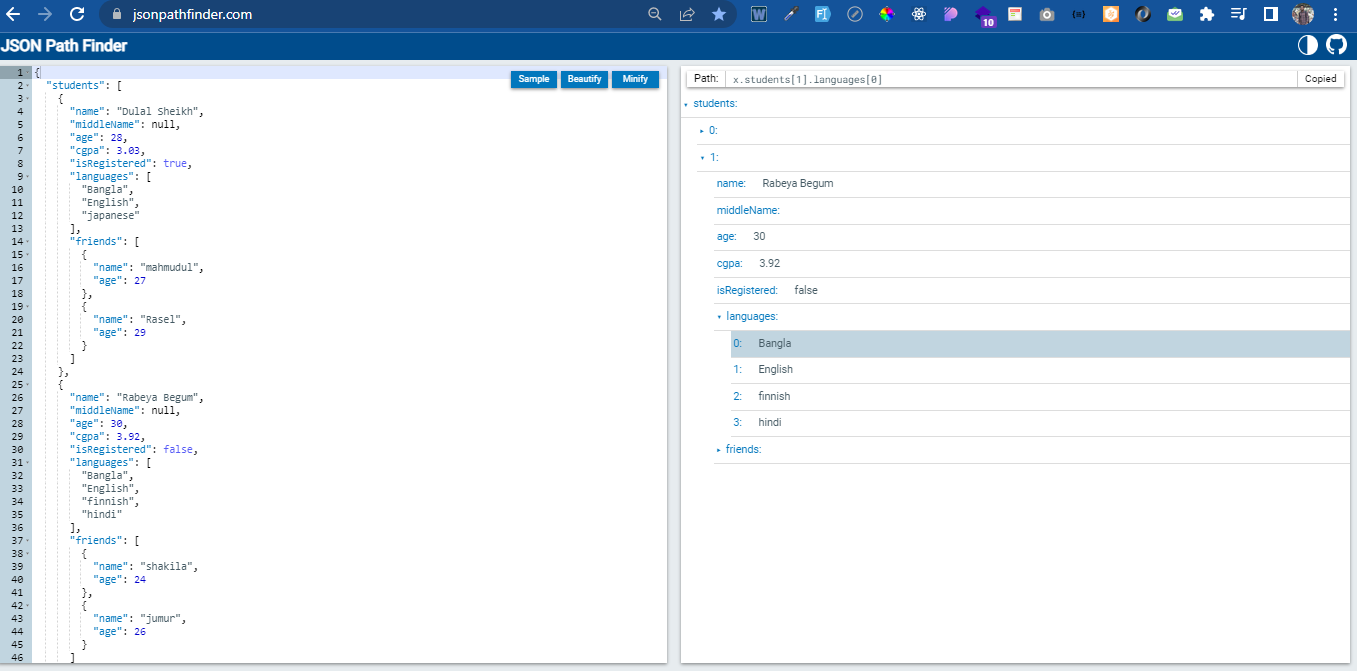 jsonpathfinder.com
W
FI
10
JSON Path Finder
Sample Beautify Minify
1 {
2 "students": [
3 {
4 "name": "Dulal Sheikh",
5 "middleName": null,
6 "age": 28,
7 "cgpa": 3.03,
8 "isRegistered": true,
9 "languages": [
10 "Bangla",
11 "English",
12 "japanese"
13 ],
14 "friends": [
15 {
16 "name": "mahmudul",
17 "age": 27
18 },
19 {
20 "name": "Rasel",
21 "age": 29
22 }
23 ]
24 },
25 {
26 "name": "Rabeya Begum",
27 "middleName": null,
28 "age": 30,
29 "cgpa": 3.92,
30 "isRegistered": false,
31 "languages": [
32 "Bangla",
33 "English",
34 "finnish",
35 "hindi"
36 ],
37 "friends": [
38 {
39 "name": "shakila",
40 "age": 24
41 },
42 {
43 "name": "jumur",
44 "age": 26
45 }
46 ]
Path: x.students[1].languages[0] Copied
students:
0:
1:
name: Rabeya Begum
middleName:
age: 30
cgpa: 3.92
isRegistered: false
languages:
0: Bangla
1: English
2: finnish
3: hindi
friends: